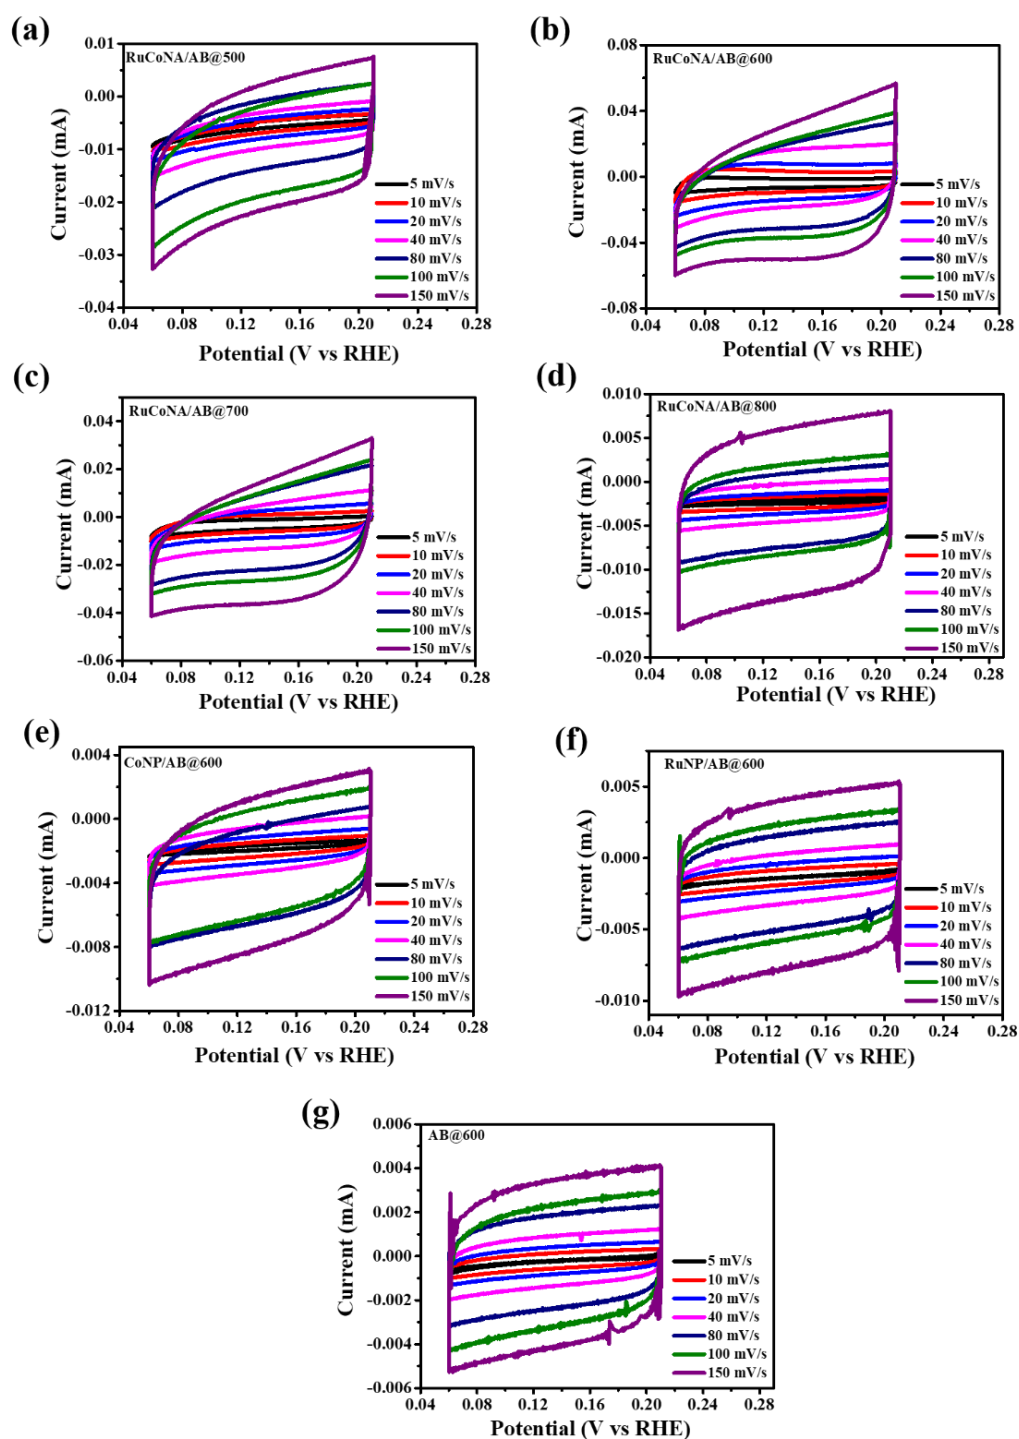 (a)
RuCoNA/AB@500
0.01
0.00
-0.01
-0.02
-0.03
-0.04
Current (mA)
5 mV/s
10 mV/s
20 mV/s
40 mV/s
80 mV/s
100 mV/s
150 mV/s
0.04 0.08 0.12 0.16 0.20 0.24 0.28
Potential (V vs RHE)
(b)
RuCoNA/AB@600
0.08
0.04
0.00
-0.04
-0.08
Current (mA)
5 mV/s
10 mV/s
20 mV/s
40 mV/s
80 mV/s
100 mV/s
150 mV/s
0.04 0.08 0.12 0.16 0.20 0.24 0.28
Potential (V vs RHE)
(c)
RuCoNA/AB@700
0.04
0.02
0.00
-0.02
-0.04
-0.06
Current (mA)
5 mV/s
10 mV/s
20 mV/s
40 mV/s
80 mV/s
100 mV/s
150 mV/s
0.04 0.08 0.12 0.16 0.20 0.24 0.28
Potential (V vs RHE)
(d)
RuCoNA/AB@800
0.010
0.005
0.000
-0.005
-0.010
-0.015
-0.020
Current (mA)
5 mV/s
10 mV/s
20 mV/s
40 mV/s
80 mV/s
100 mV/s
150 mV/s
0.04 0.08 0.12 0.16 0.20 0.24 0.28
Potential (V vs RHE)
(e)
CoNP/AB@600
0.004
0.000
-0.004
-0.008
-0.012
Current (mA)
5 mV/s
10 mV/s
20 mV/s
40 mV/s
80 mV/s
100 mV/s
150 mV/s
0.04 0.08 0.12 0.16 0.20 0.24 0.28
Potential (V vs RHE)
(f)
RuNP/AB@600
0.005
0.000
-0.005
-0.010
Current (mA)
5 mV/s
10 mV/s
20 mV/s
40 mV/s
80 mV/s
100 mV/s
150 mV/s
0.04 0.08 0.12 0.16 0.20 0.24 0.28
Potential (V vs RHE)
(g)
AB@600
0.006
0.004
0.002
0.000
-0.002
-0.004
-0.006
Current (mA)
5 mV/s
10 mV/s
20 mV/s
40 mV/s
80 mV/s
100 mV/s
150 mV/s
0.04 0.08 0.12 0.16 0.20 0.24 0.28
Potential (V vs RHE)